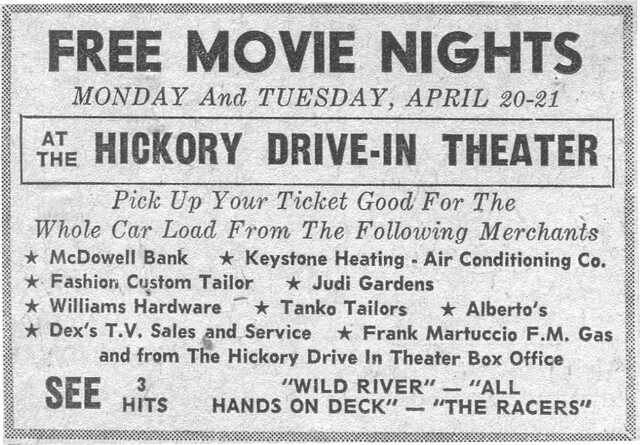 FREE MOVIE NIGHTS
MONDAY And TUESDAY, APRIL 20-21
AT THE HICKORY DRIVE-IN THEATER
Pick Up Your Ticket Good For The
Whole Car Load From The Following Merchants
★ McDowell Bank ★ Keystone Heating - Air Conditioning Co.
★ Fashion Custom Tailor ★ Judi Gardens
★ Williams Hardware ★ Tanko Tailors ★ Alberto's
★ Dex's T.V. Sales and Service ★ Frank Martuccio F.M. Gas
and from The Hickory Drive In Theater Box Office
SEE 3 HITS "WILD RIVER" — "ALL
HANDS ON DECK" — "THE RACERS"